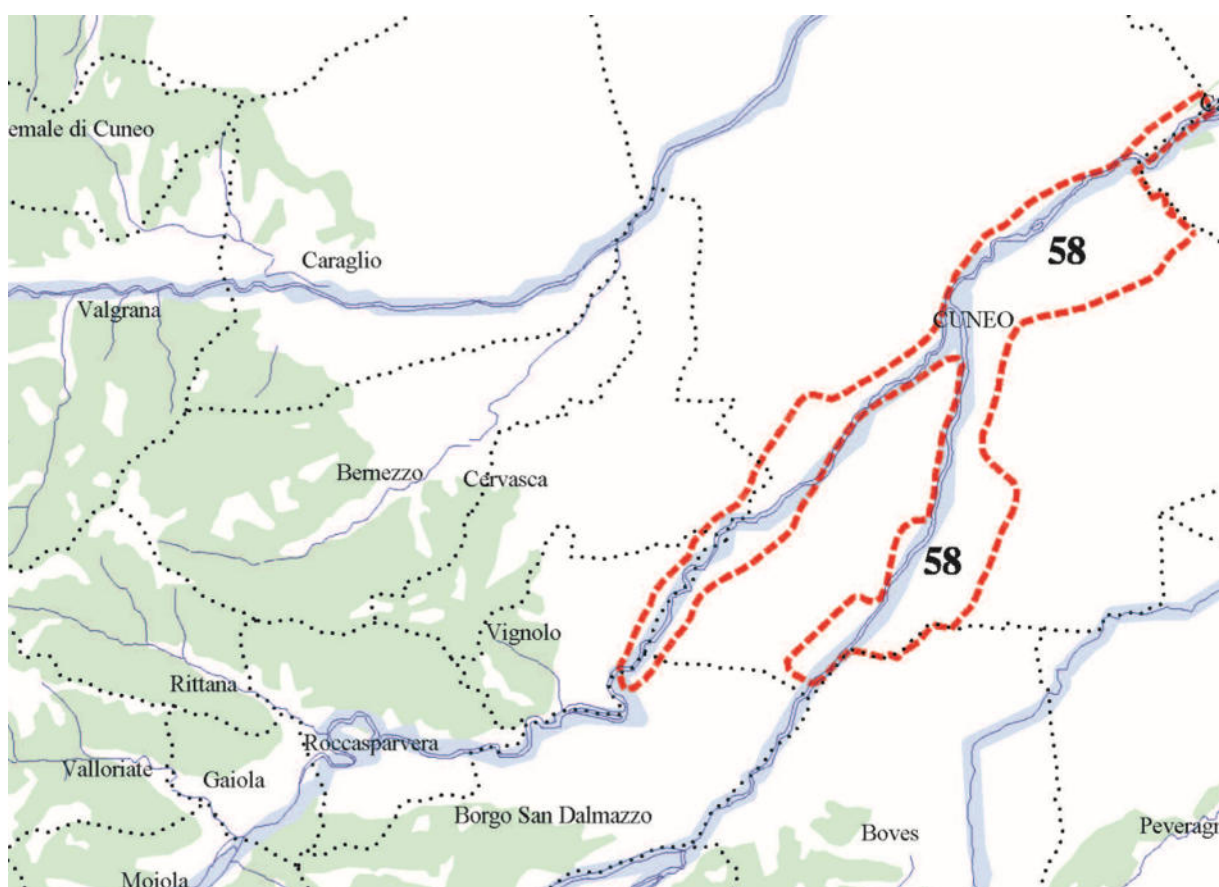 emale di Cuneo
58
Caraglio
Valgrana
CUNEO
Bernezzo
Cervasca
58
Vignolo
Rittana
Roccasparvera
Valloriate
Gaiola
Borgo San Dalmazzo
Boves
Peveragn
Moiola